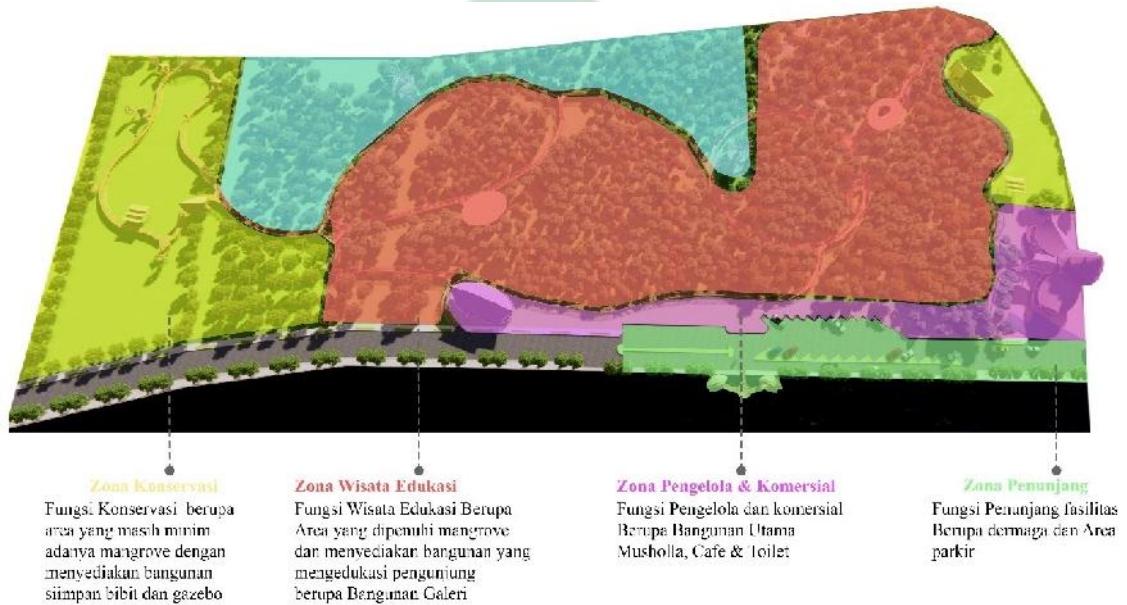 Zona Konservasi
Fungsi Konservasi berupa
area yang masih minim
adanya mangrove dengan
menyediakan bangunan
siimpan bibit dan gazebo
Zona Wisata Edukasi
Fungsi Wisata Edukasi Berupa
Area yang dipenuhi mangrove
dan menyediakan bangunan yang
mengedukasi pengunjung
berupa Bangunan Galeri
Zona Pengelola & Komersial
Fungsi Pengelola dan komersial
Berupa Bangunan Utama
Musholla, Cafe & Toilet
Zona Penunjang
Fungsi Penunjang fasilitas
Berupa dermaga dan Area
parkir